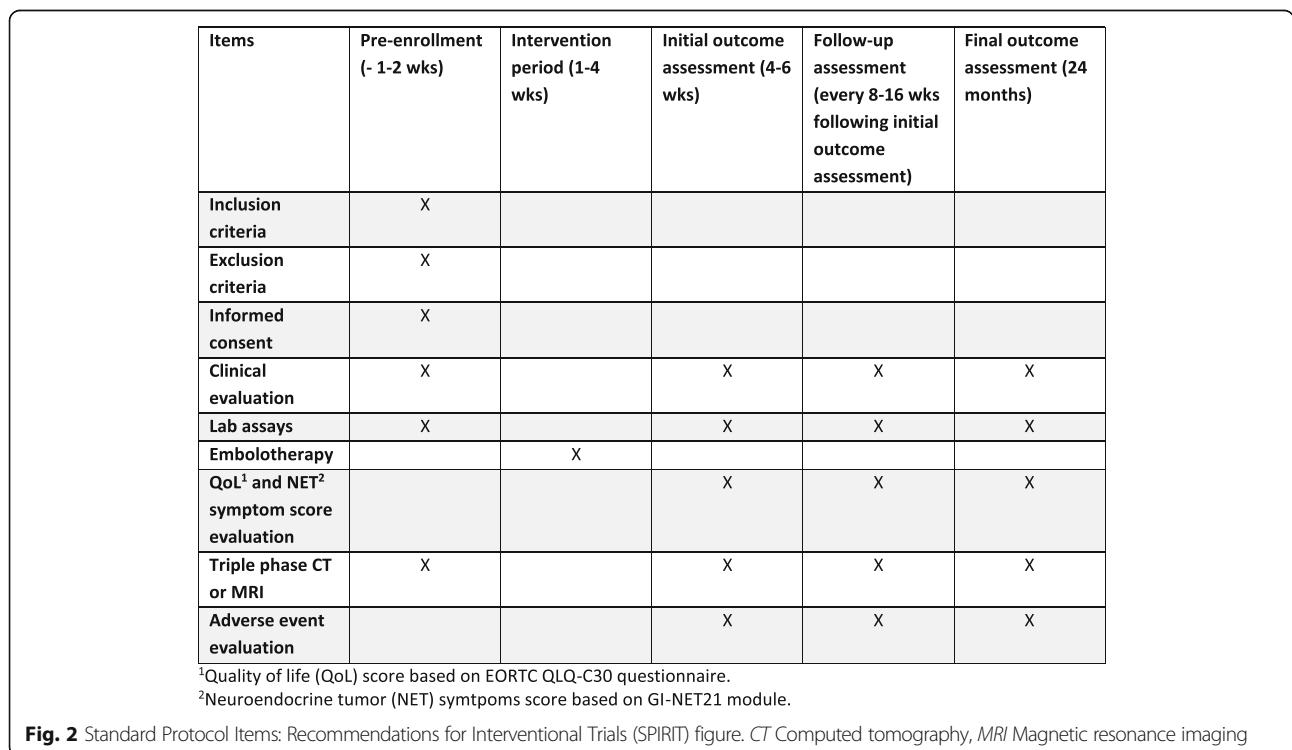 Items Pre-enrollment (- 1-2 wks) Intervention period (1-4 wks) Initial outcome assessment (4-6 wks) Follow-up assessment (every 8-16 wks following initial outcome assessment) Final outcome assessment (24 months)
Inclusion criteria X
Exclusion criteria X
Informed consent X
Clinical evaluation X X X X
Lab assays X X X X
Embolotherapy X
QoL1 and NET2 symptom score evaluation X X X
Triple phase CT or MRI X X X X
Adverse event evaluation X X X
1Quality of life (QoL) score based on EORTC QLQ-C30 questionnaire.
2Neuroendocrine tumor (NET) symtpoms score based on GI-NET21 module.
Fig. 2 Standard Protocol Items: Recommendations for Interventional Trials (SPIRIT) figure. CT Computed tomography, MRI Magnetic resonance imaging